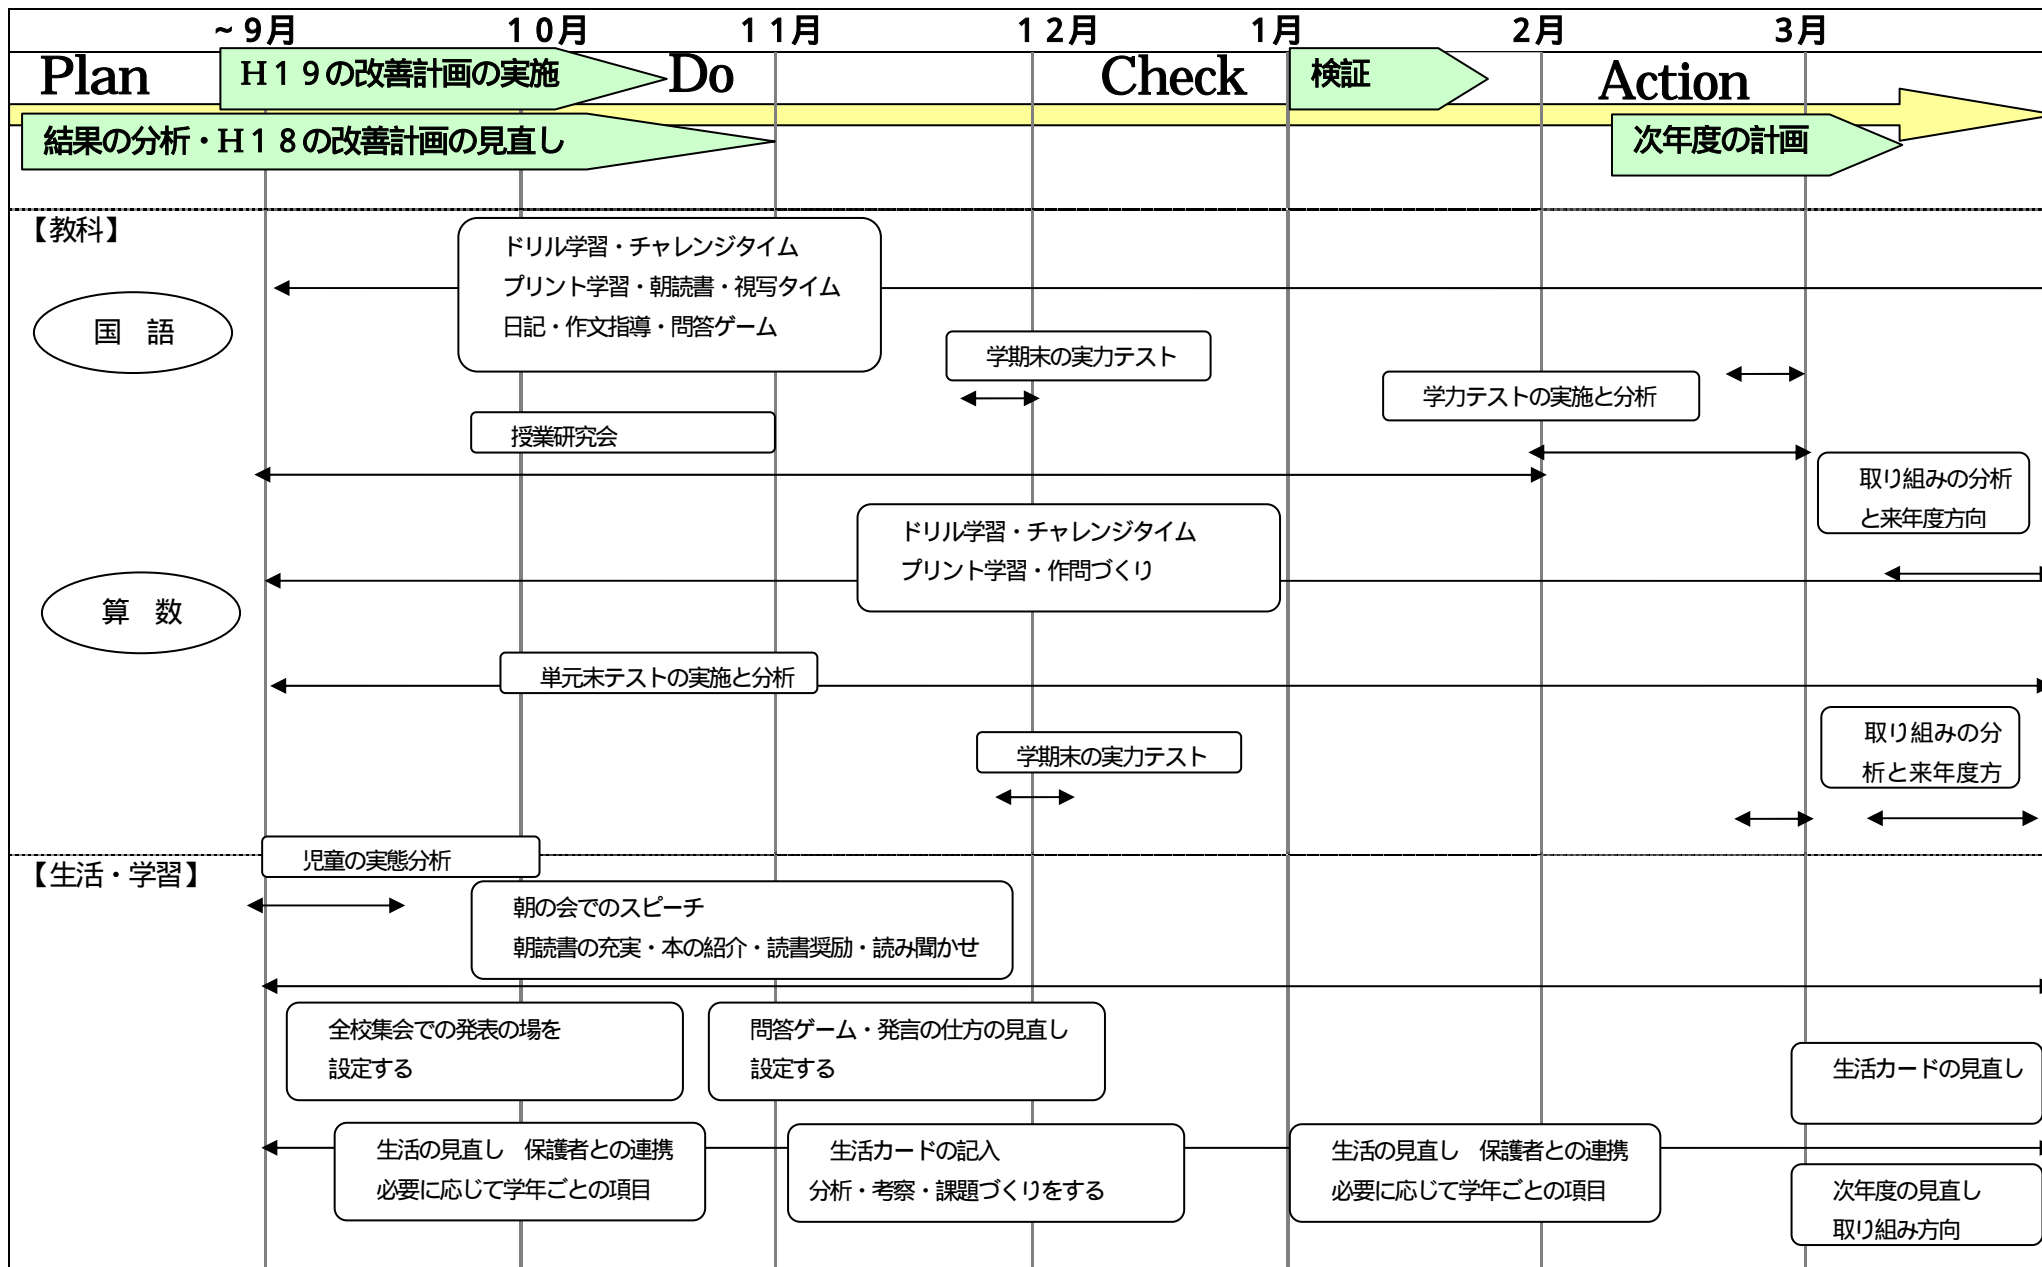 ~９月
１０月
１１月
１２月
1月
2月
3月
Plan
Ｈ１９の改善計画の実施
Do
Check
検証
Action
結果の分析・Ｈ１８の改善計画の見直し
次年度の計画
【教科】
ドリル学習・チャレンジタイム
プリント学習・朝読書・視写タイム
日記・作文指導・問答ゲーム
国　語
学期末の実力テスト
学力テストの実施と分析
授業研究会
取り組みの分析
と来年度方向
ドリル学習・チャレンジタイム
プリント学習・作問づくり
算　数
単元末テストの実施と分析
取り組みの分
析と来年度方
学期末の実力テスト
児童の実態分析
【生活・学習】
朝の会でのスピーチ
朝読書の充実・本の紹介・読書奨励・読み聞かせ
全校集会での発表の場を
設定する
問答ゲーム・発言の仕方の見直し
設定する
生活カードの見直し
生活の見直し　保護者との連携
必要に応じて学年ごとの項目
生活カードの記入
分析・考察・課題づくりをする
生活の見直し　保護者との連携
必要に応じて学年ごとの項目
次年度の見直し
取り組み方向